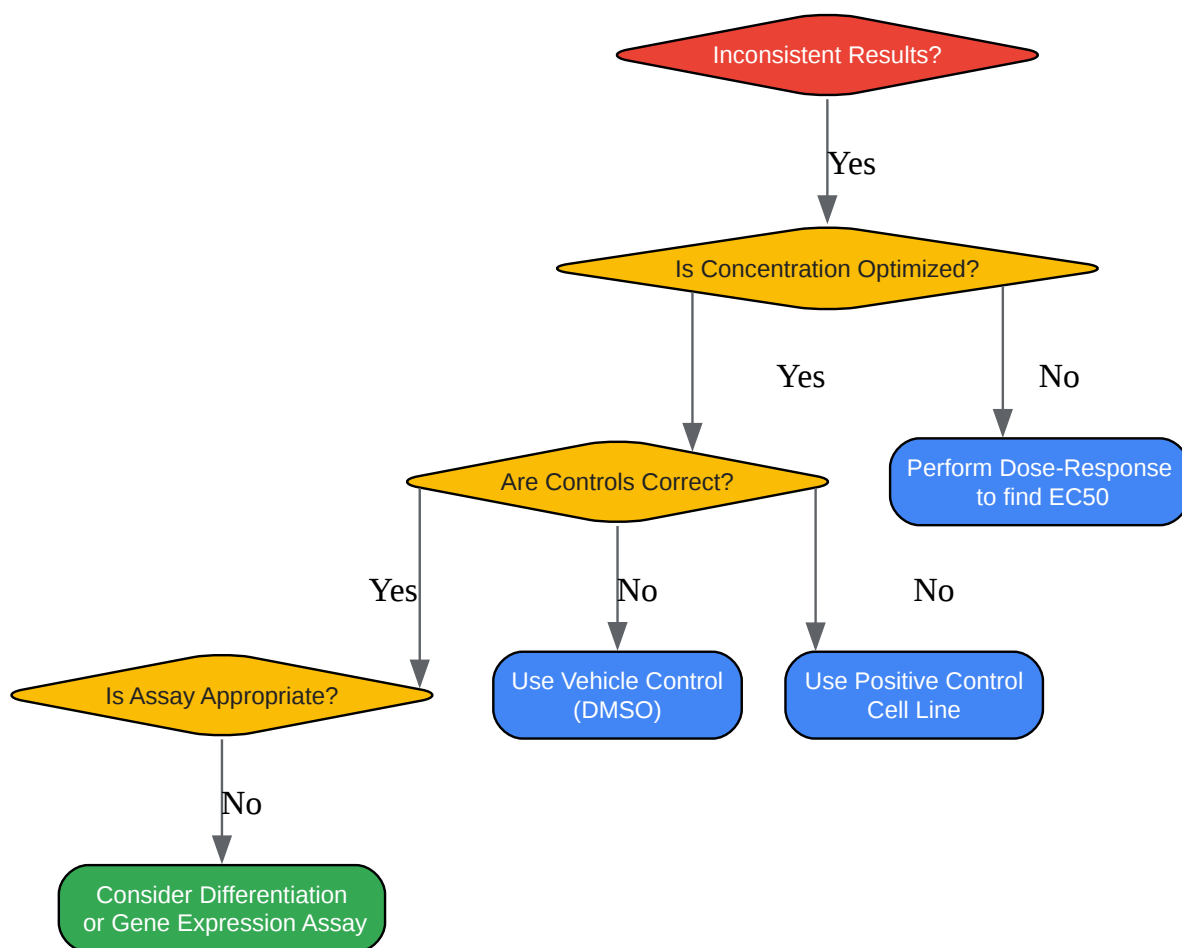 Inconsistent Results?
Yes
Is Concentration Optimized?
Yes
No
Are Controls Correct?
Perform Dose-Response
to find EC50
Yes
No
No
Is Assay Appropriate?
Use Vehicle Control
(DMSO)
Use Positive Control
Cell Line
No
Consider Differentiation
or Gene Expression Assay